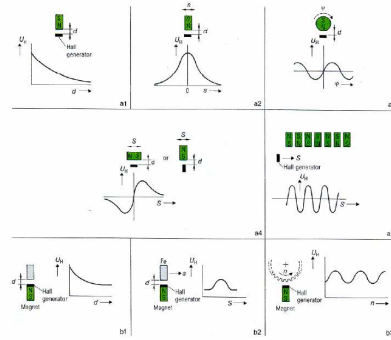 d
Hall
generator
U_H
d
a1
s
d
U_H
0
s
a2
φ
d
U_H
φ
a
S
N S
d
or
S
N
S
d
U_H
S
a4
S
Hall generator
U_H
S
a
d
Hall
generator
N
S
Magnet
U_H
d
b1
Fe
s
d
Hall
generator
N
S
Magnet
U_H
S
b2
+
n
Hall
generator
N
S
Magnet
U_H
n
b